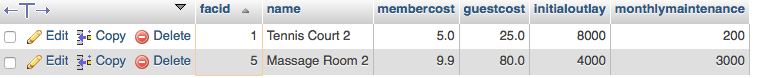 ←T→ facid name membercost guestcost initialoutlay monthlymaintenance
Edit Copy Delete 1 Tennis Court 2 5.0 25.0 8000 200
Edit Copy Delete 5 Massage Room 2 9.9 80.0 4000 3000